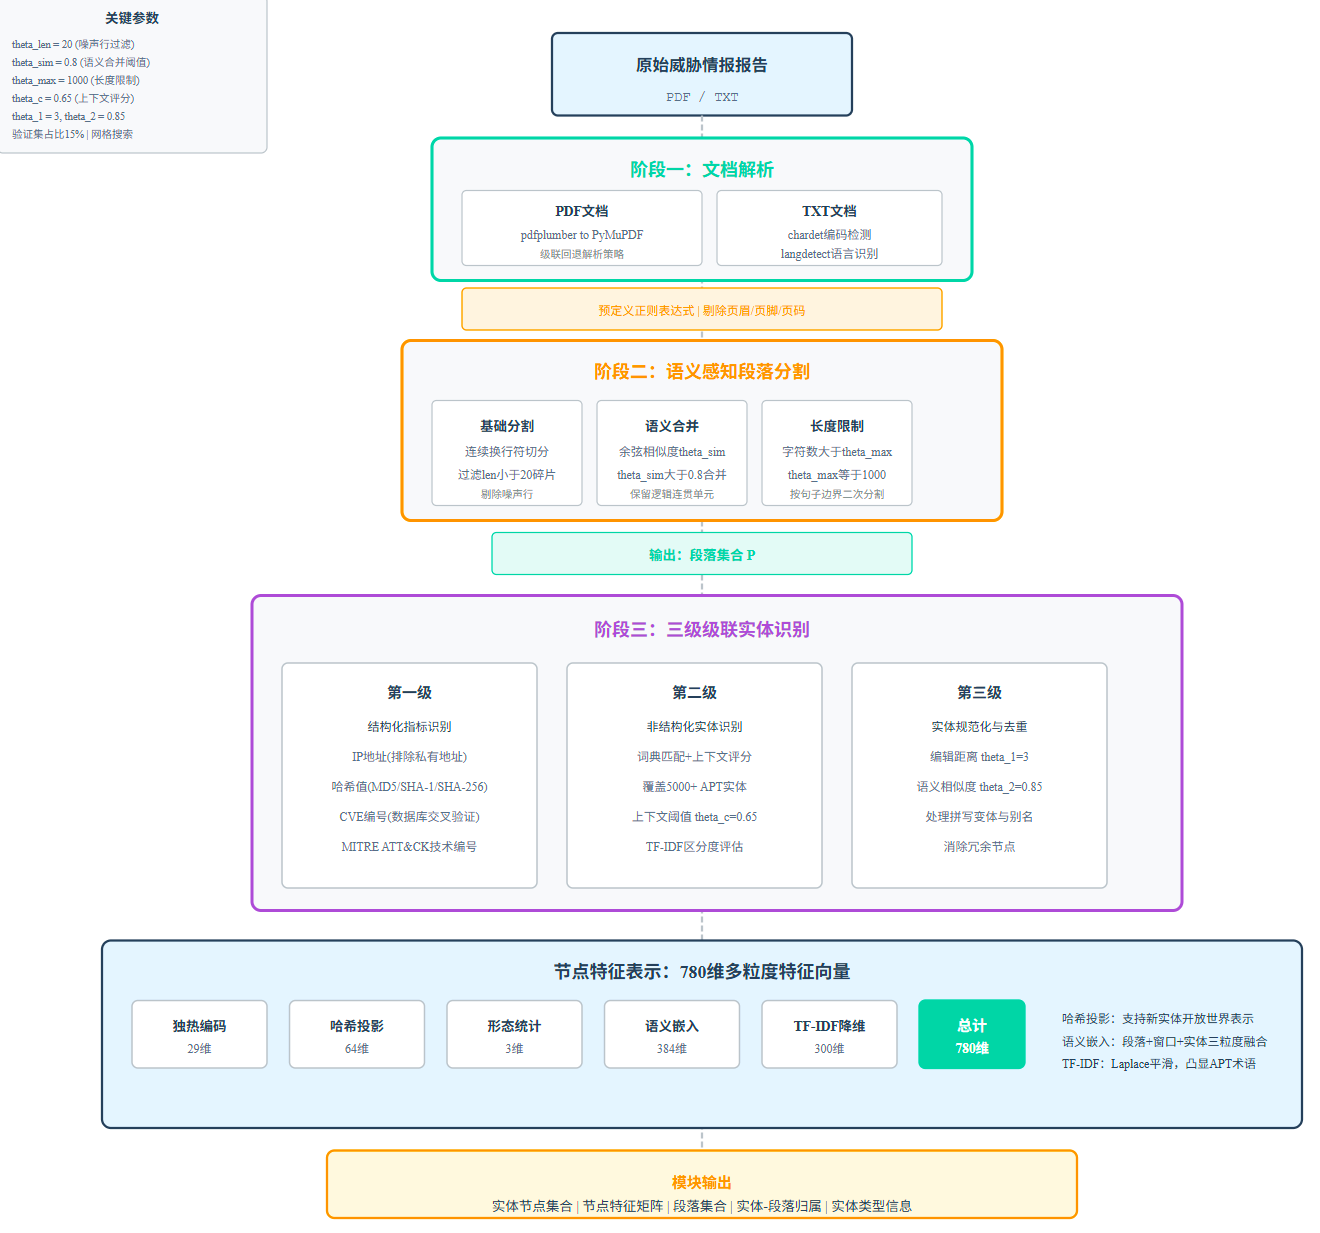 关键参数
theta_len = 20 (噪声行过滤)
theta_sim = 0.8 (语义合并阈值)
theta_max = 1000 (长度限制)
theta_c = 0.65 (上下文评分)
theta_1 = 3, theta_2 = 0.85
验证集占比15% | 网格搜索
原始威胁情报报告
PDF / TXT
阶段一：文档解析
PDF文档
pdfplumber to PyMuPDF
级联回退解析策略
TXT文档
chardet编码检测
langdetect语言识别
预定义正则表达式 | 剔除页眉/页脚/页码
阶段二：语义感知段落分割
基础分割
连续换行符切分
过滤len小于20碎片
剔除噪声行
语义合并
余弦相似度theta_sim
theta_sim大于0.8合并
保留逻辑连贯单元
长度限制
字符数大于theta_max
theta_max等于1000
按句子边界二次分割
输出：段落集合 P
阶段三：三级级联实体识别
第一级
结构化指标识别
IP地址(排除私有地址)
哈希值(MD5/SHA-1/SHA-256)
CVE编号(数据库交叉验证)
MITRE ATT&CK技术编号
第二级
非结构化实体识别
词典匹配+上下文评分
覆盖5000+ APT实体
上下文阈值 theta_c=0.65
TF-IDF区分度评估
第三级
实体规范化与去重
编辑距离 theta_1=3
语义相似度 theta_2=0.85
处理拼写变体与别名
消除冗余节点
节点特征表示：780维多粒度特征向量
独热编码
29维
哈希投影
64维
形态统计
3维
语义嵌入
384维
TF-IDF降维
300维
总计
780维
哈希投影：支持新实体开放世界表示
语义嵌入：段落+窗口+实体三粒度融合
TF-IDF：Laplace平滑，凸显APT术语
模块输出
实体节点集合 | 节点特征矩阵 | 段落集合 | 实体-段落归属 | 实体类型信息